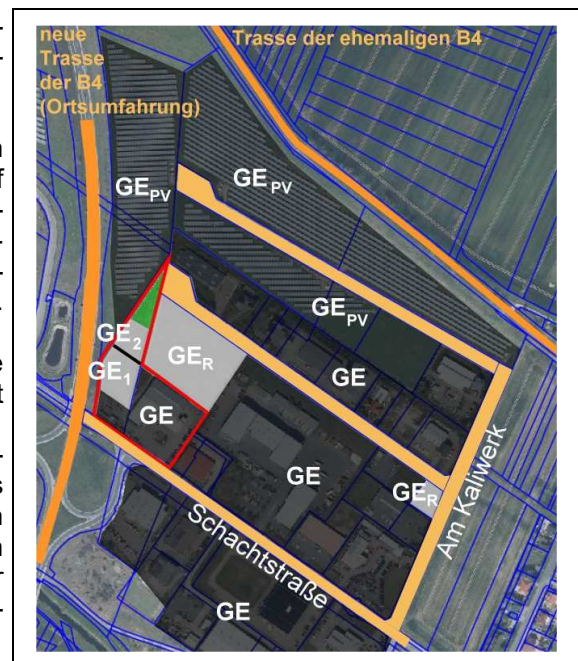 neue
Trasse
der B4
(Ortsumfahrung)
Trasse der ehemaligen B4
GE_PV
GE_PV
GE_PV
GE_2
GE_R
GE_1
GE
GE
GE
GE_R
Am Kaliwerk
Schachtstraße
GE